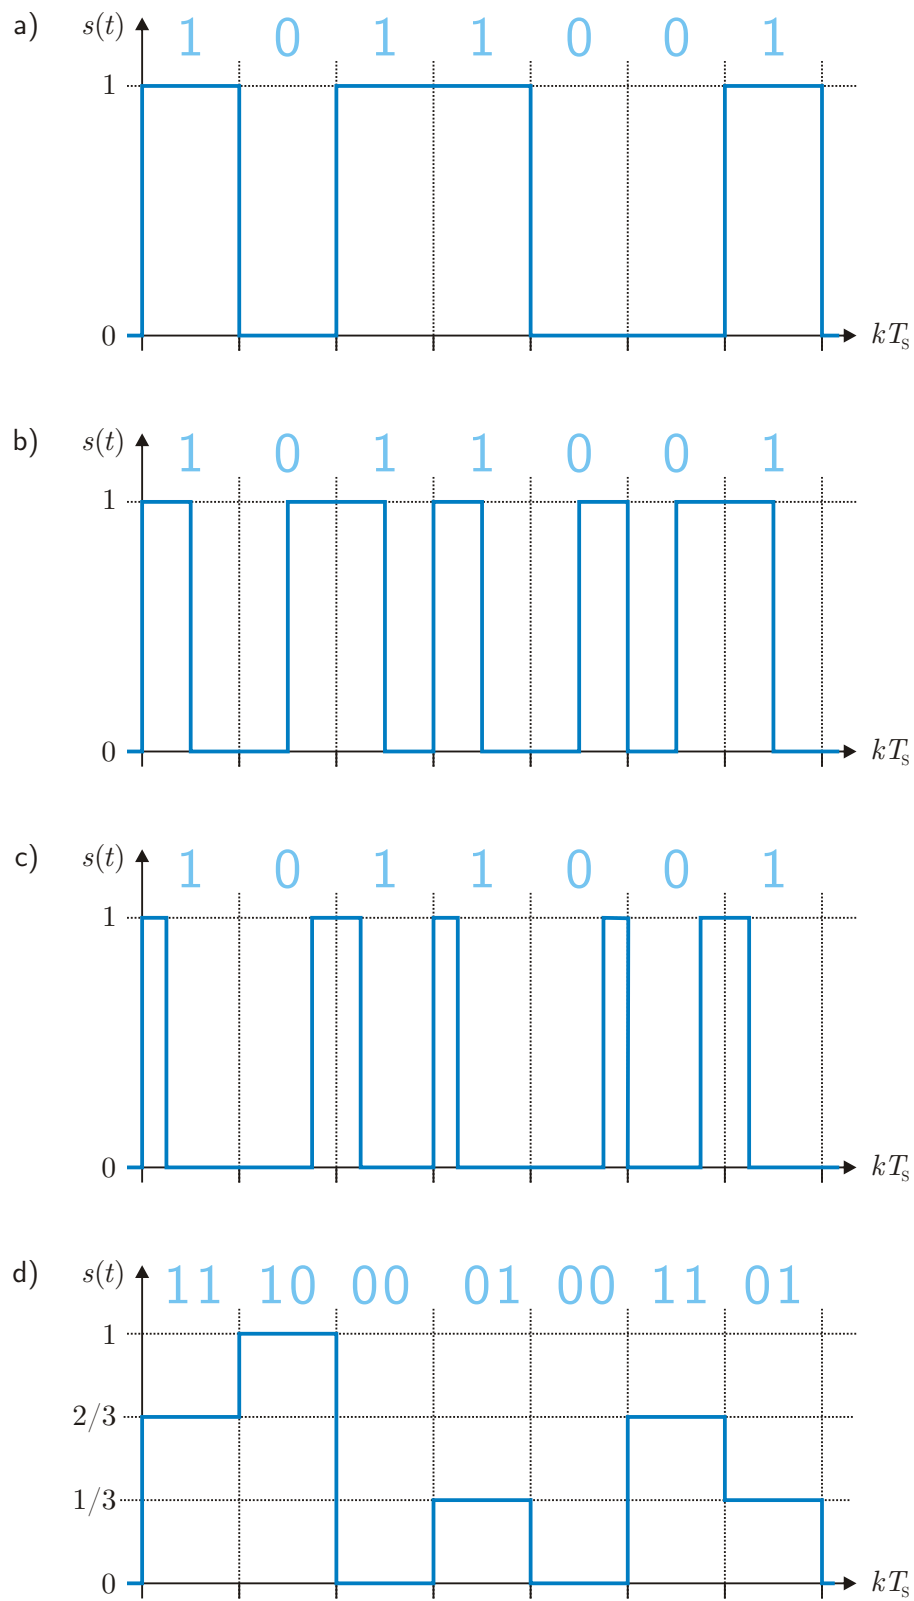 a) s(t) 1 0 1 1 0 0 1
1
0 kTs
b) s(t) 1 0 1 1 0 0 1
1
0 kTs
c) s(t) 1 0 1 1 0 0 1
1
0 kTs
d) s(t) 11 10 00 01 00 11 01
1
2/3
1/3
0 kTs